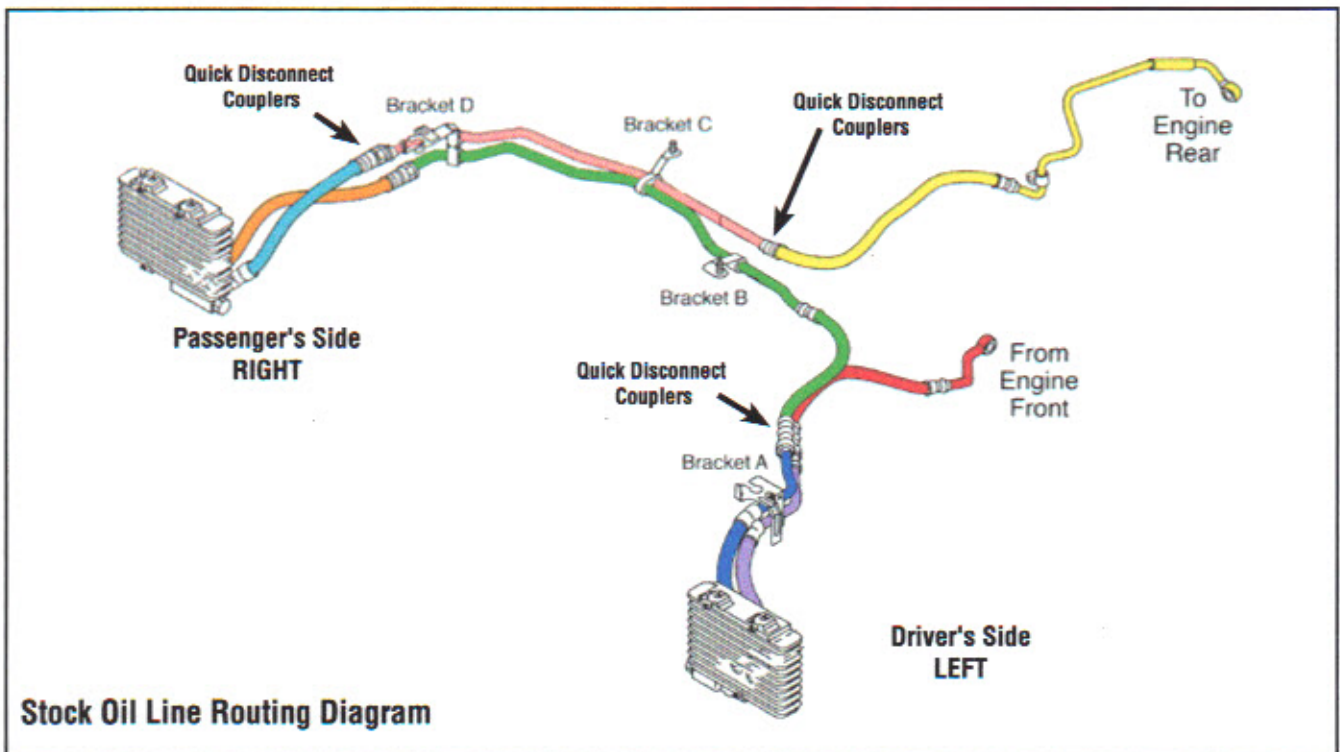 Quick Disconnect
Couplers
Bracket D
Bracket C
Quick Disconnect
Couplers
To
Engine
Rear
Bracket B
Passenger's Side
RIGHT
Quick Disconnect
Couplers
From
Engine
Front
Bracket A
Driver's Side
LEFT
Stock Oil Line Routing Diagram